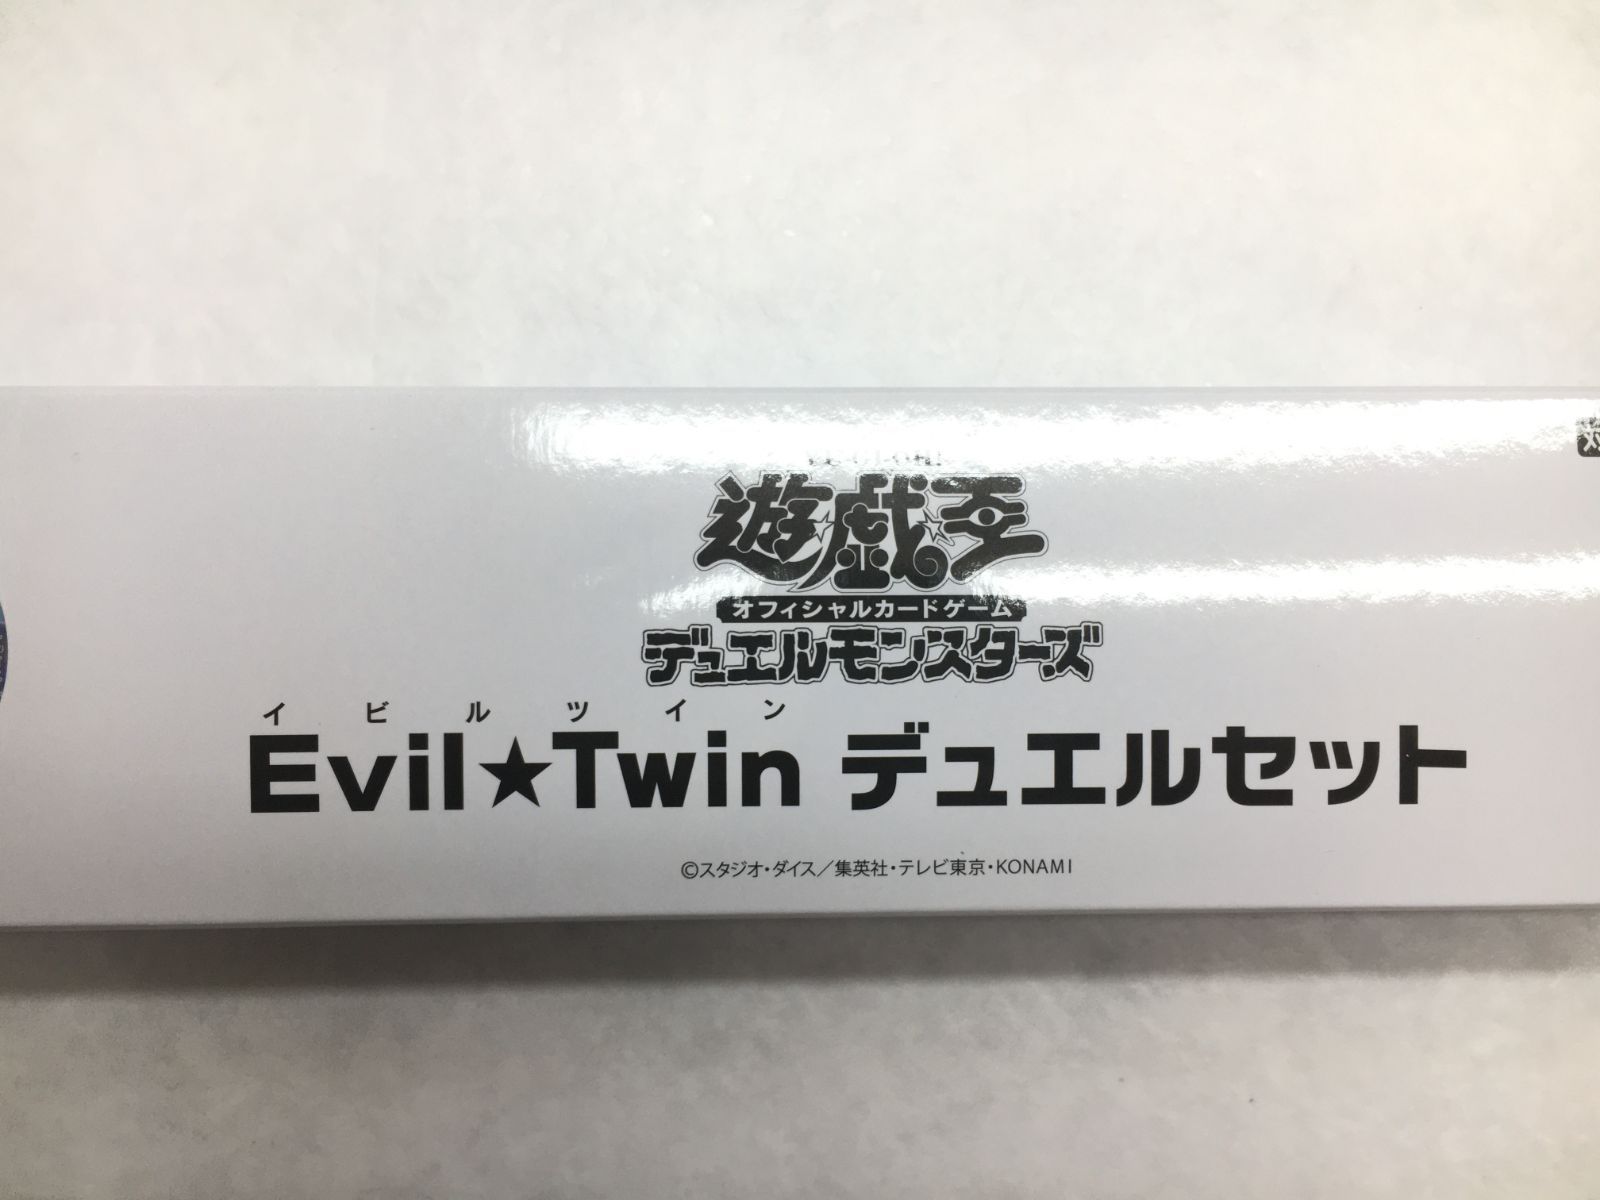 遊戯王
オフィシャルカードゲーム
デュエルモンスターズ
イビルツイン
Evil★Twin デュエルセット
©スタジオ・ダイス／集英社・テレビ東京・KONAMI